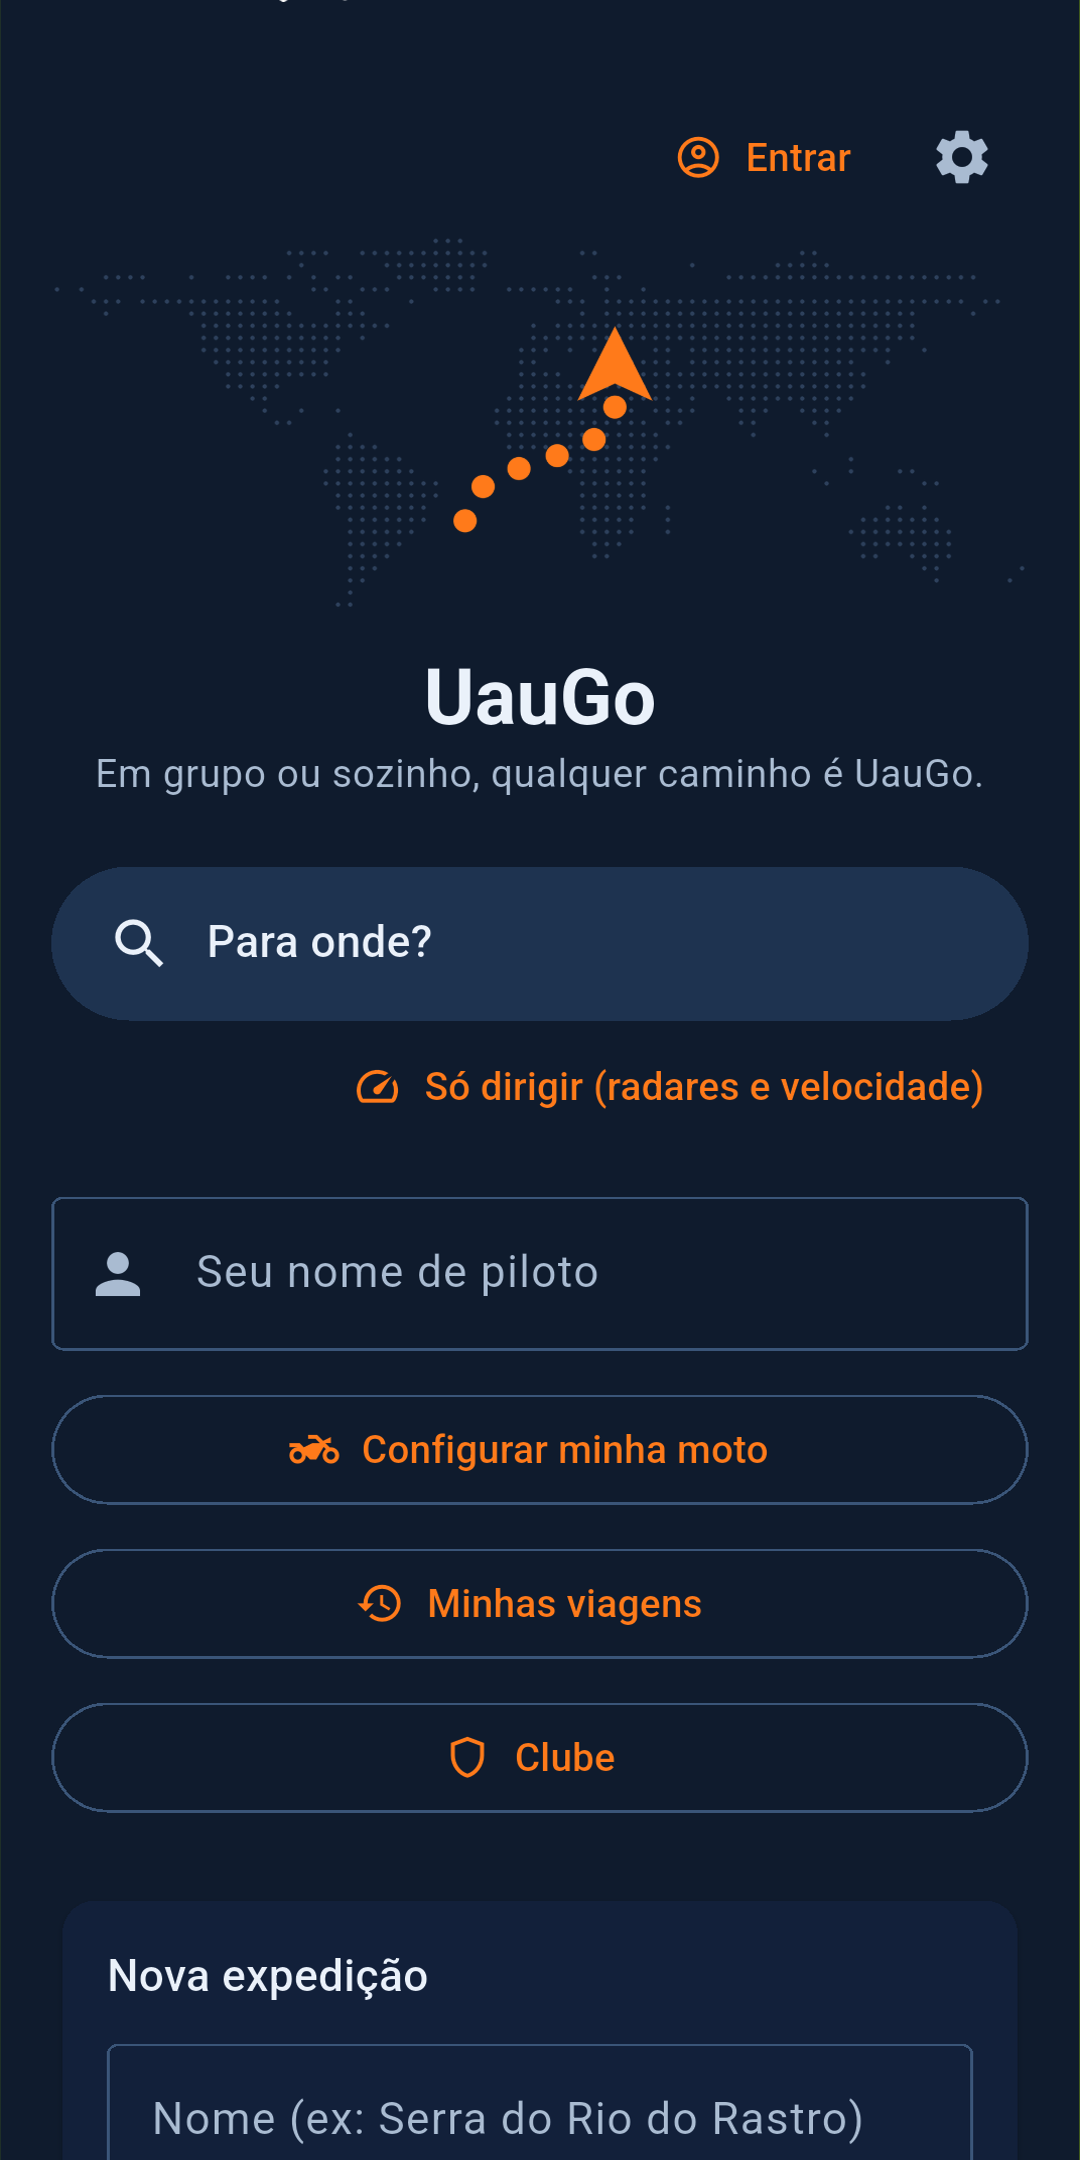 Entrar
UauGo
Em grupo ou sozinho, qualquer caminho é UauGo.
Para onde?
Só dirigir (radares e velocidade)
Seu nome de piloto
Configurar minha moto
Minhas viagens
Clube
Nova expedição
Nome (ex: Serra do Rio do Rastro)